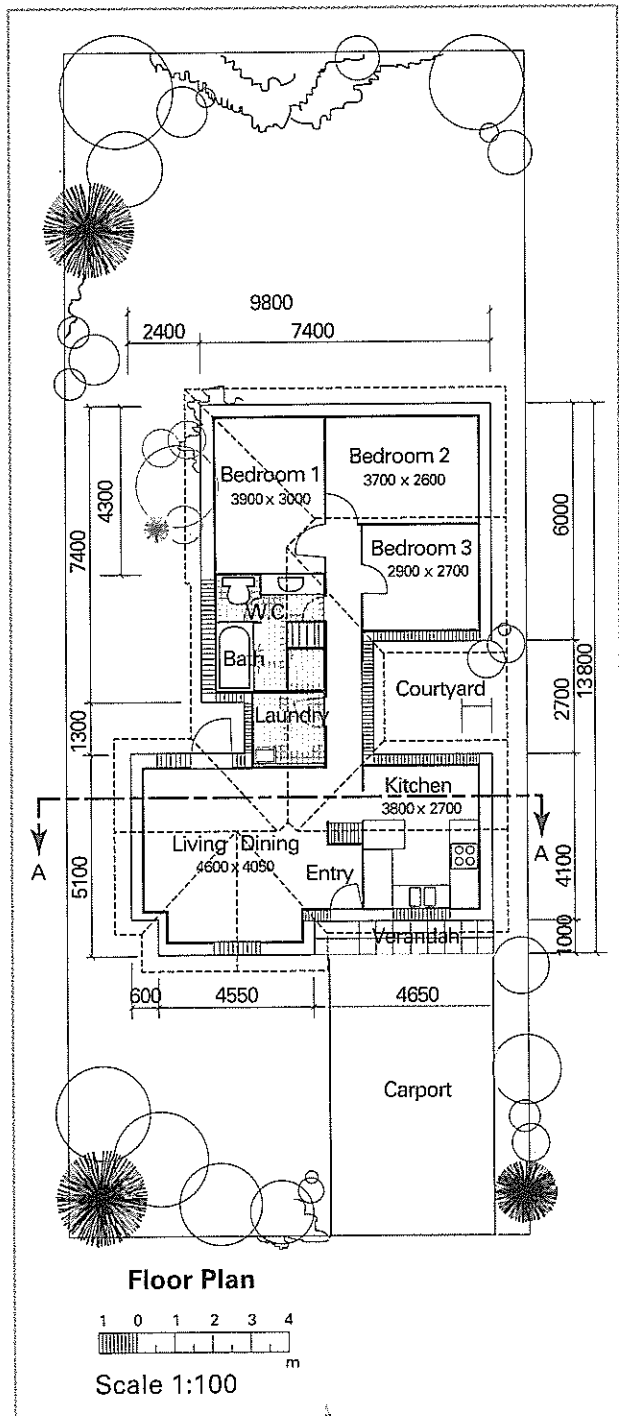 9800
2400 7400
Bedroom 1
3900 x 3000
Bedroom 2
3700 x 2600
4300
7400
6000
Bedroom 3
2900 x 2700
W.C
Bath
Courtyard
2700
13800
Laundry
1300
Kitchen
3800 x 2700
A A
Living Dining
4600 x 4050
Entry
5100
4100
Verandah
1000
600 4550 4650
Carport
Floor Plan
1 0 1 2 3 4
m
Scale 1:100